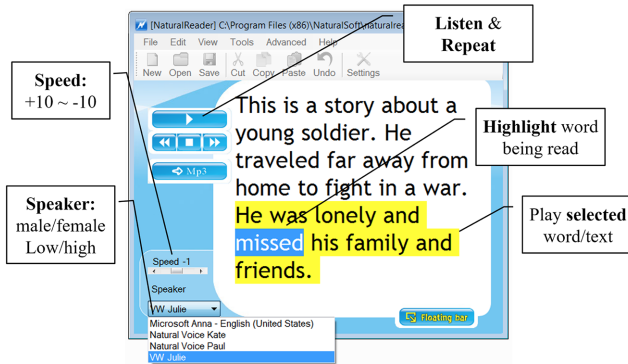 [NaturalReader] C:\Program Files (x86)\NaturalSoft\naturalre
File Edit View Tools Advanced Help
New Open Save Cut Copy Paste Undo Settings
Listen &
Repeat
Speed:
+10 ~ -10
Highlight word
being read
Speaker:
male/female
Low/high
Play selected
word/text
Mp3
This is a story about a
young soldier. He
traveled far away from
home to fight in a war.
He was lonely and
missed his family and
friends.
Speed -1
Speaker
VW Julie
Microsoft Anna - English (United States)
Natural Voice Kate
Natural Voice Paul
VW Julie
Floating bar